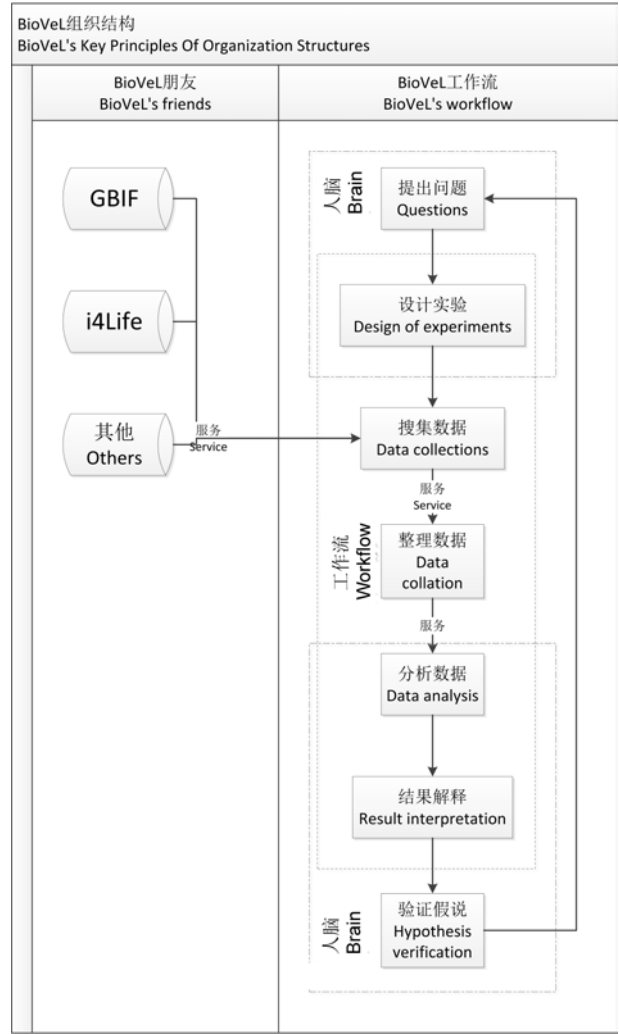 BioVeL组织结构
BioVeL's Key Principles Of Organization Structures
BioVeL朋友
BioVeL's friends
BioVeL工作流
BioVeL's workflow
GBIF
i4Life
其他
Others
服务
Service
人脑
Brain
提出问题
Questions
设计实验
Design of experiments
搜集数据
Data collections
服务
Service
工作流
Workflow
整理数据
Data
collation
服务
分析数据
Data analysis
结果解释
Result interpretation
人脑
Brain
验证假说
Hypothesis
verification